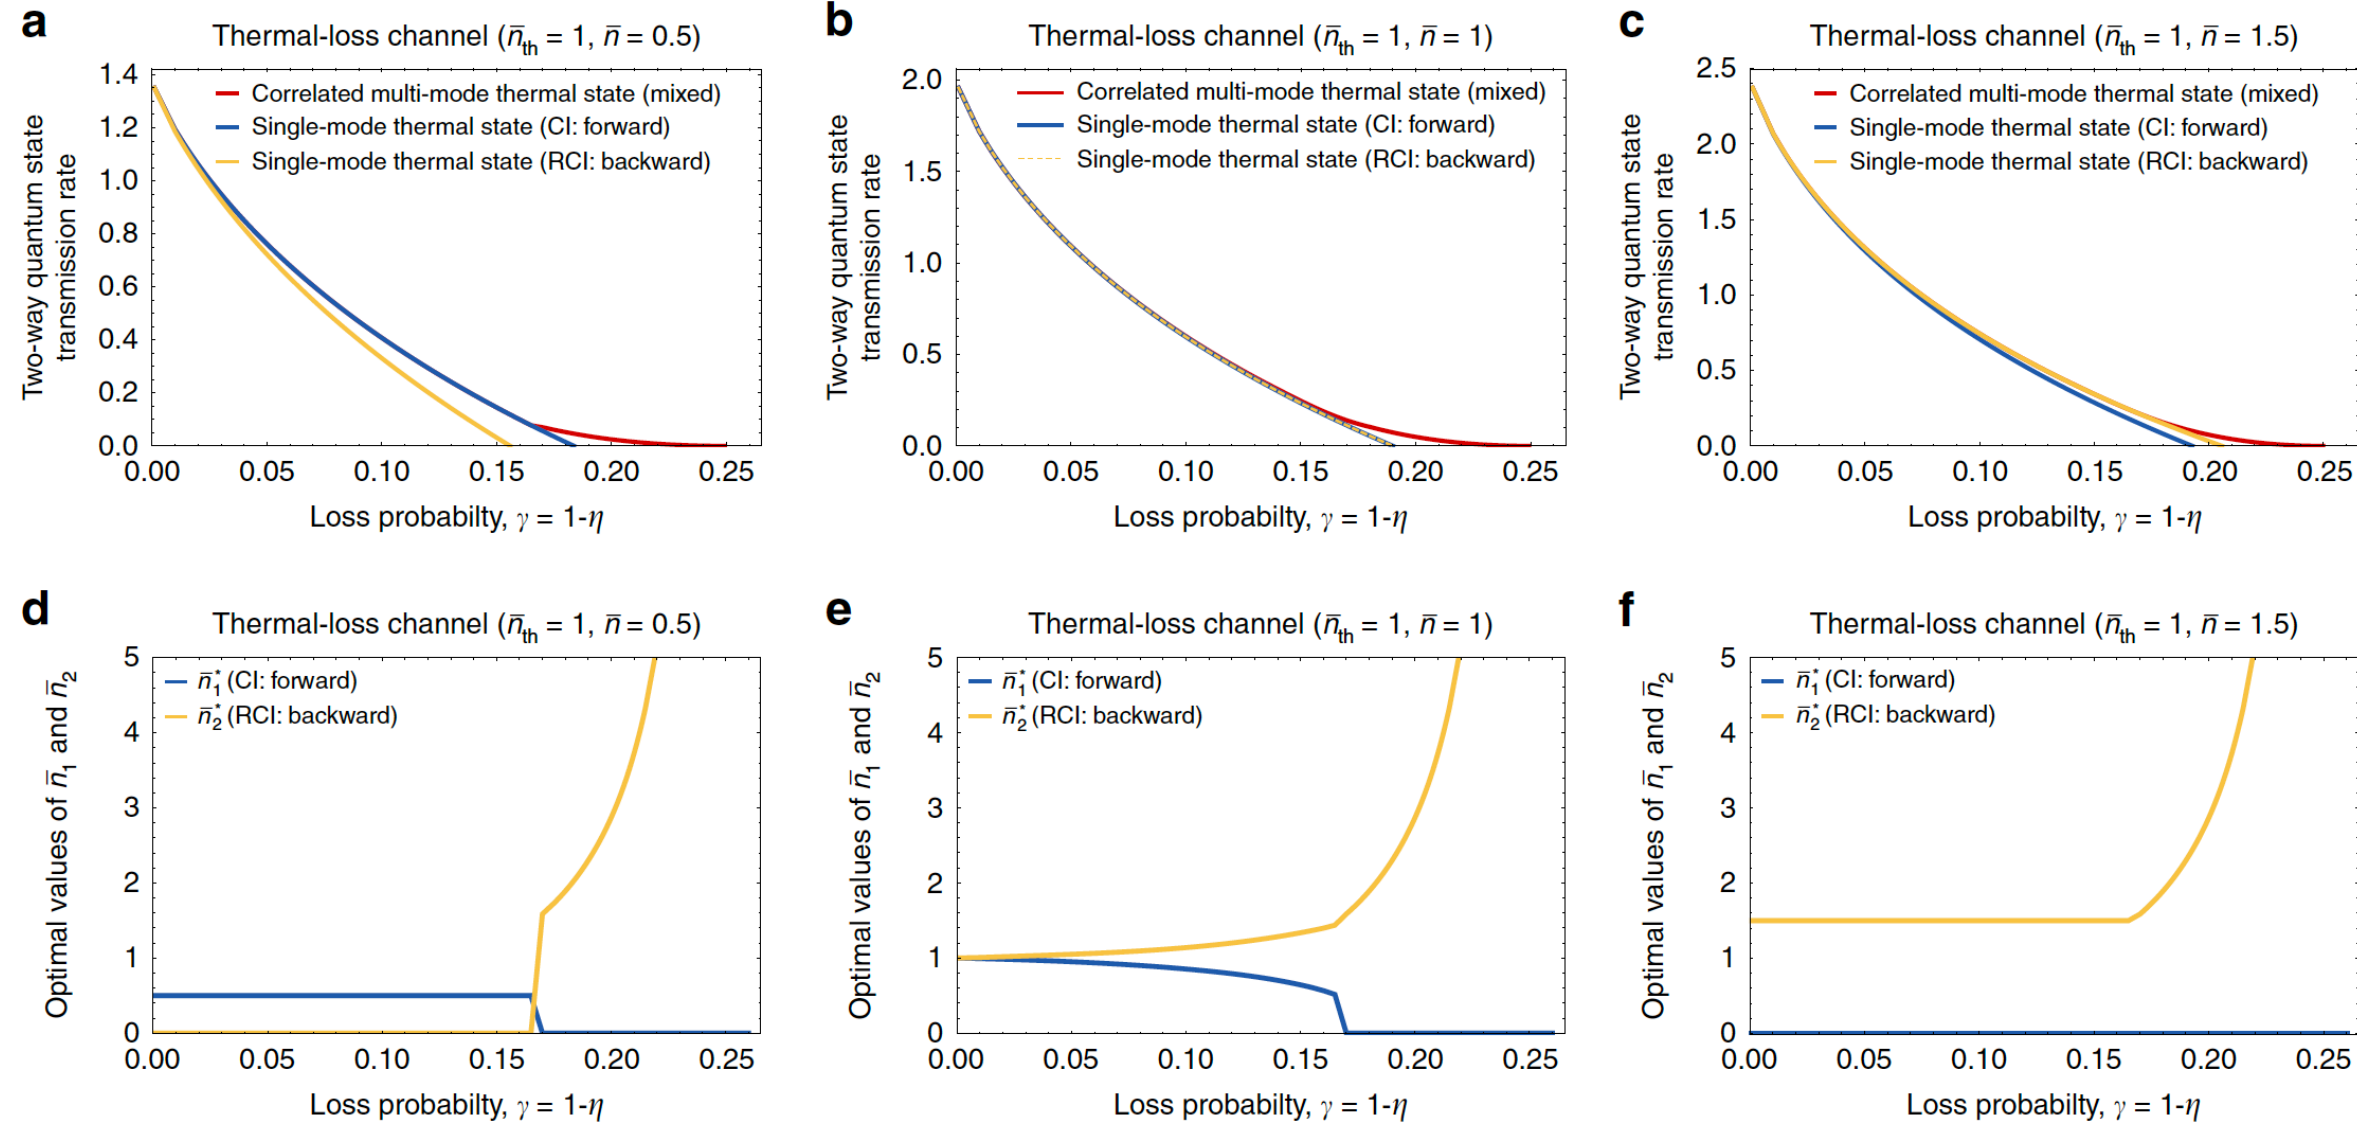 a
Thermal-loss channel (n̄th = 1, n̄ = 0.5)
Two-way quantum state
transmission rate
1.4
1.2
1.0
0.8
0.6
0.4
0.2
0.0
Correlated multi-mode thermal state (mixed)
Single-mode thermal state (CI: forward)
Single-mode thermal state (RCI: backward)
0.00 0.05 0.10 0.15 0.20 0.25
Loss probabilty, γ = 1-η
b
Thermal-loss channel (n̄th = 1, n̄ = 1)
Two-way quantum state
transmission rate
2.0
1.5
1.0
0.5
0.0
Correlated multi-mode thermal state (mixed)
Single-mode thermal state (CI: forward)
Single-mode thermal state (RCI: backward)
0.00 0.05 0.10 0.15 0.20 0.25
Loss probabilty, γ = 1-η
c
Thermal-loss channel (n̄th = 1, n̄ = 1.5)
Two-way quantum state
transmission rate
2.5
2.0
1.5
1.0
0.5
0.0
Correlated multi-mode thermal state (mixed)
Single-mode thermal state (CI: forward)
Single-mode thermal state (RCI: backward)
0.00 0.05 0.10 0.15 0.20 0.25
Loss probabilty, γ = 1-η
d
Thermal-loss channel (n̄th = 1, n̄ = 0.5)
Optimal values of n̄1 and n̄2
5
4
3
2
1
0
n̄1* (CI: forward)
n̄2* (RCI: backward)
0.00 0.05 0.10 0.15 0.20 0.25
Loss probabilty, γ = 1-η
e
Thermal-loss channel (n̄th = 1, n̄ = 1)
Optimal values of n̄1 and n̄2
5
4
3
2
1
0
n̄1* (CI: forward)
n̄2* (RCI: backward)
0.00 0.05 0.10 0.15 0.20 0.25
Loss probabilty, γ = 1-η
f
Thermal-loss channel (n̄th = 1, n̄ = 1.5)
Optimal values of n̄1 and n̄2
5
4
3
2
1
0
n̄1* (CI: forward)
n̄2* (RCI: backward)
0.00 0.05 0.10 0.15 0.20 0.25
Loss probabilty, γ = 1-η